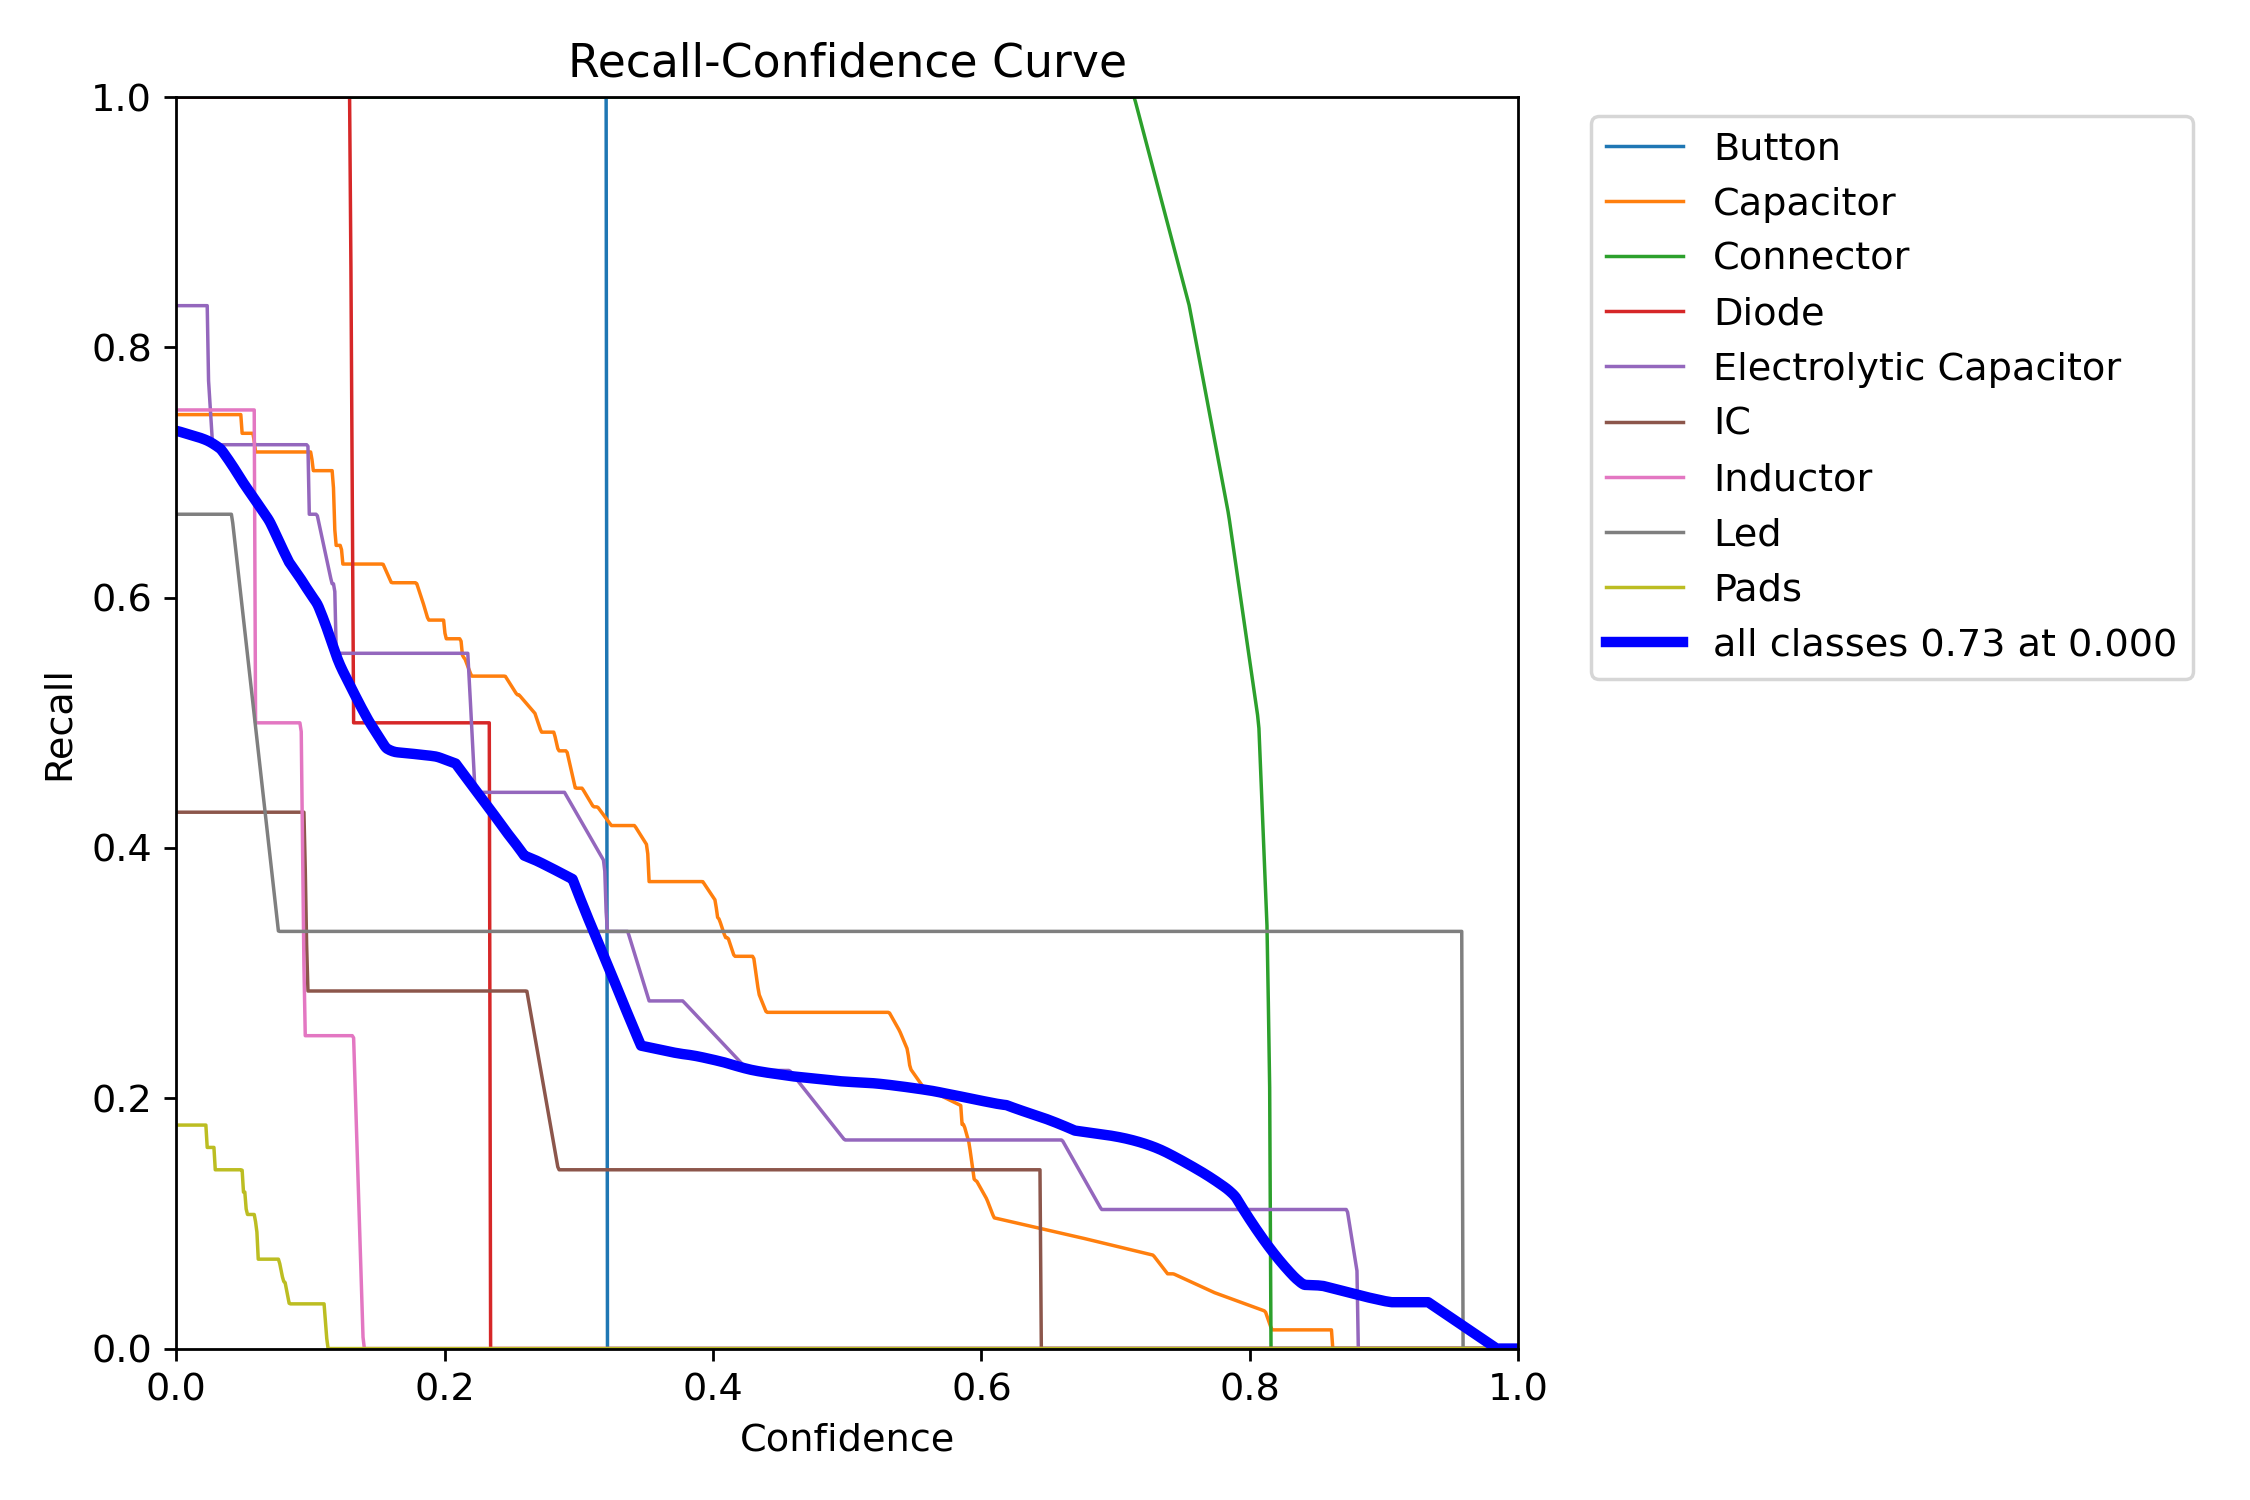 Recall-Confidence Curve
1.0
0.8
0.6
0.4
0.2
0.0
Recall
0.0 0.2 0.4 0.6 0.8 1.0
Confidence
Button
Capacitor
Connector
Diode
Electrolytic Capacitor
IC
Inductor
Led
Pads
all classes 0.73 at 0.000